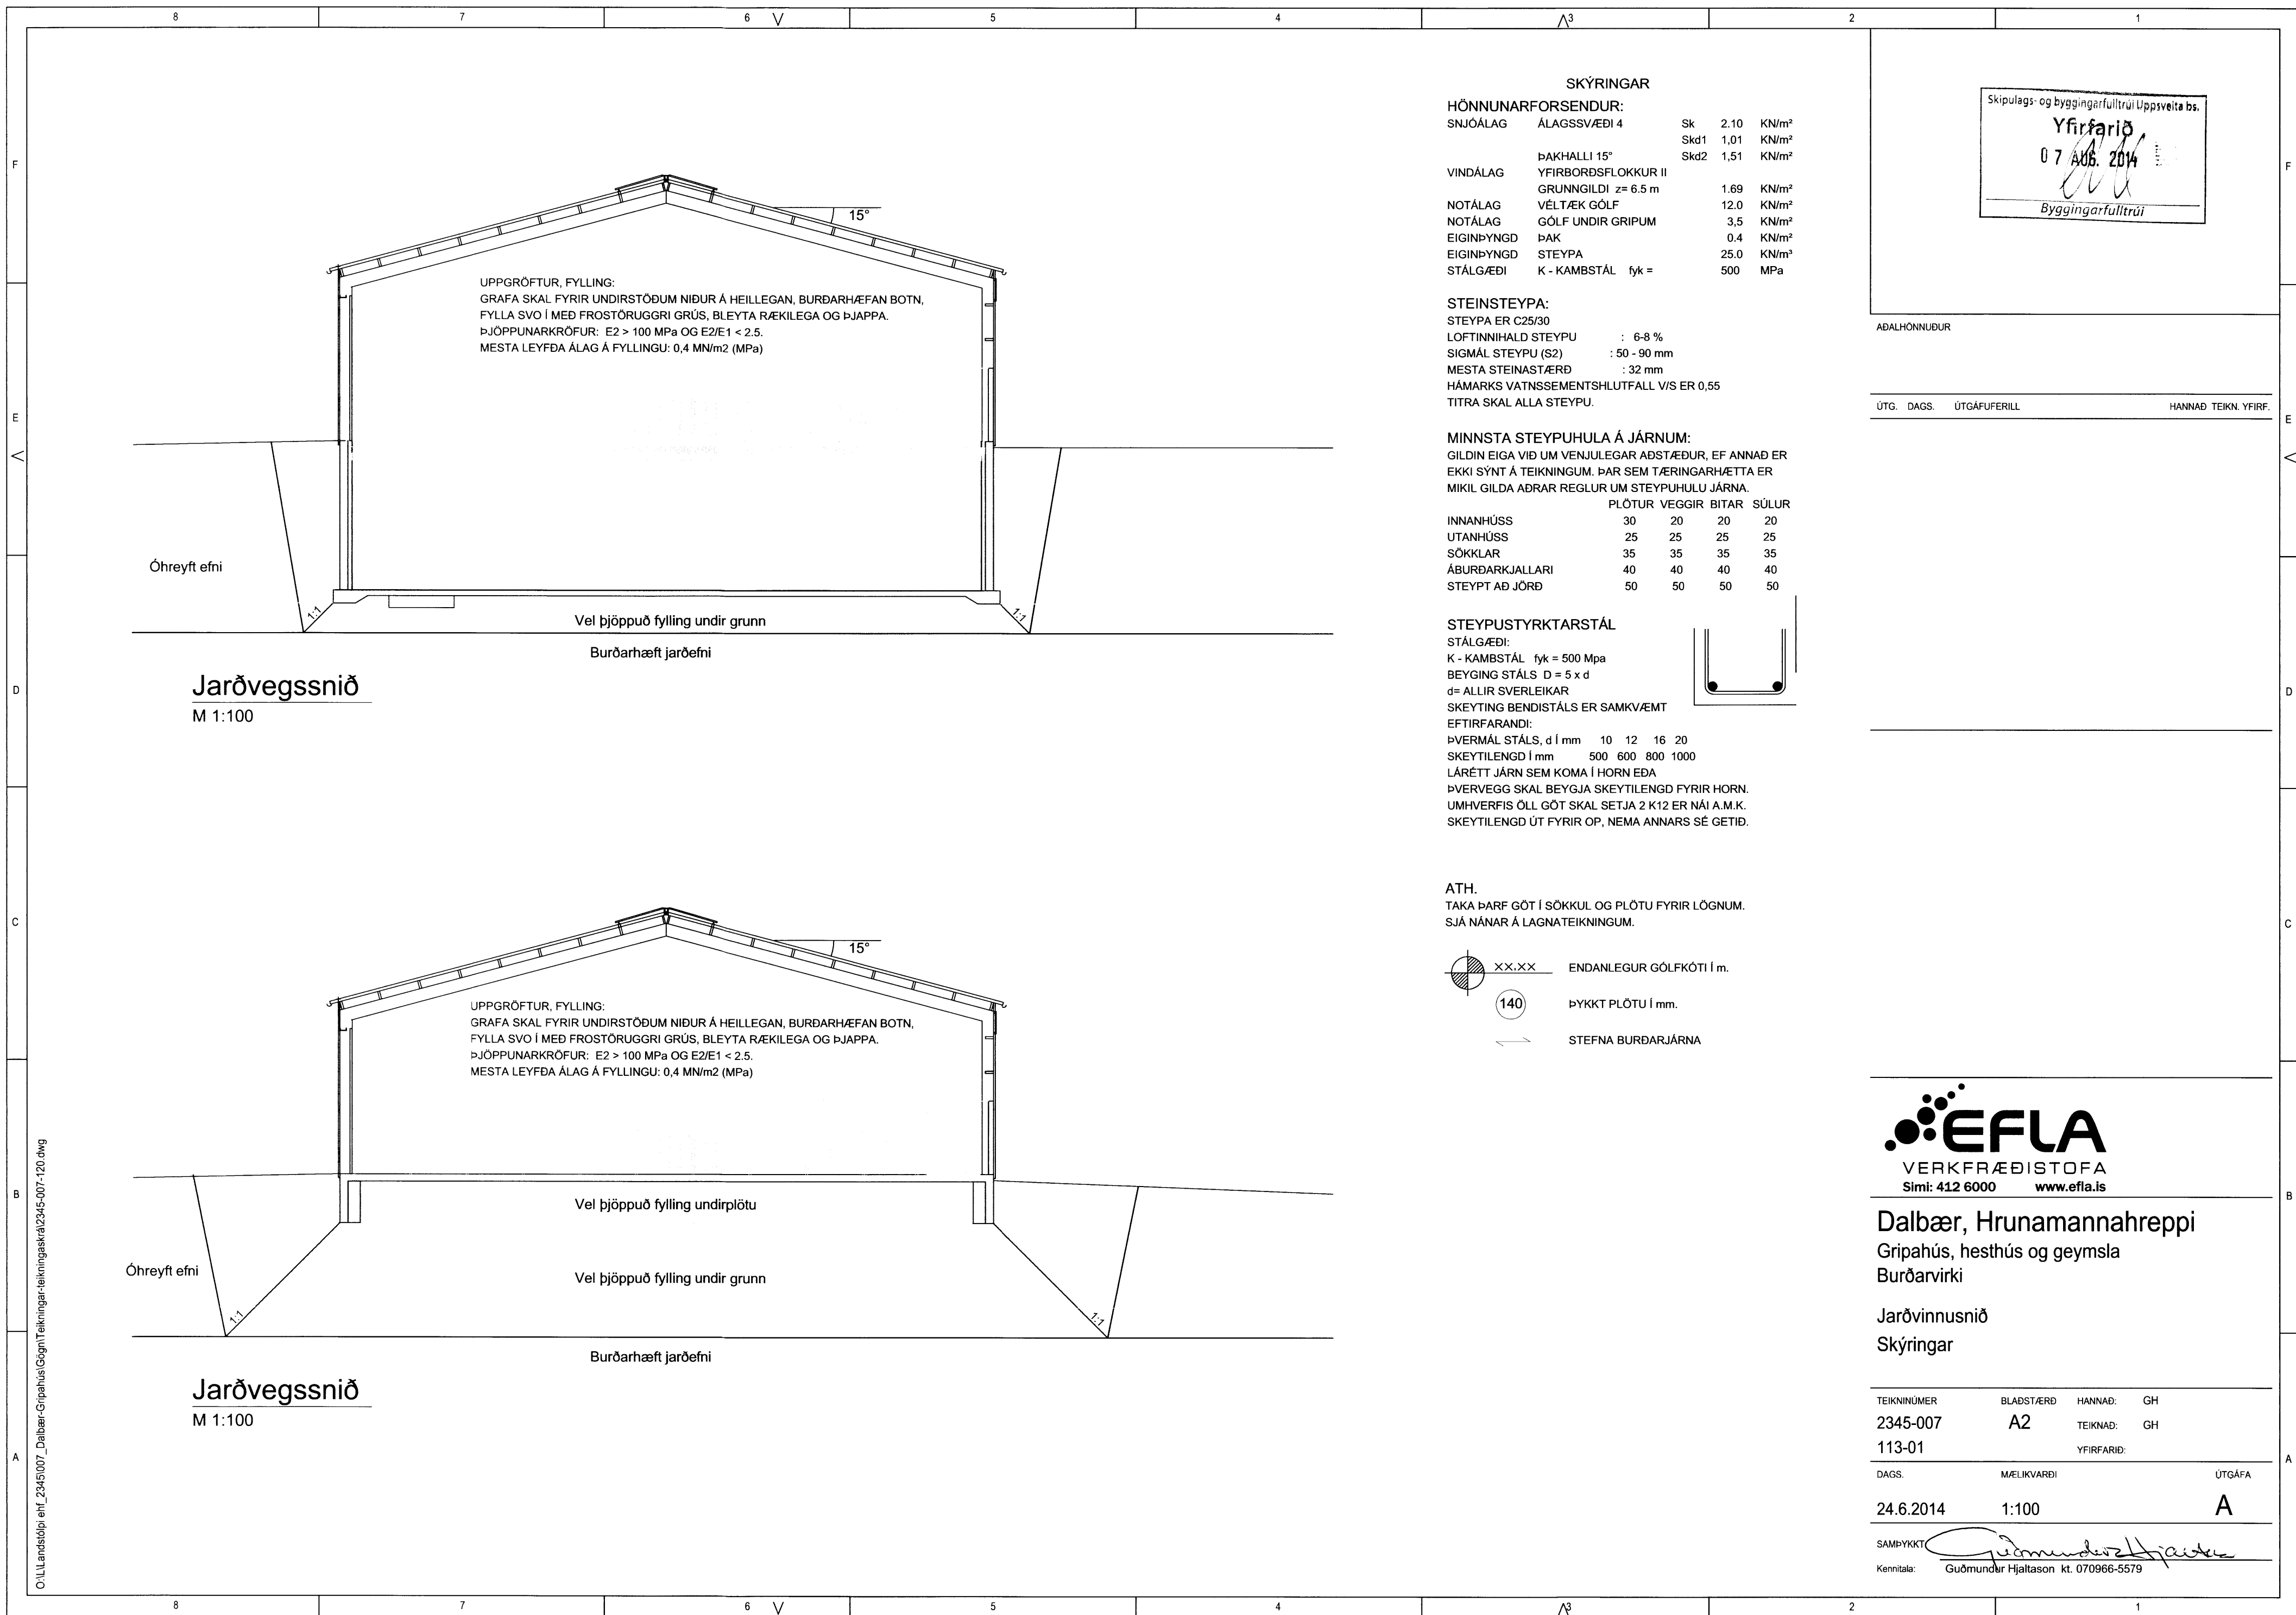 8 7 6 5 4 3 2 1
F
E
D
C
B
A
15°
UPPGRÖFTUR, FYLLING:
GRAFA SKAL FYRIR UNDIRSTÖÐUM NIÐUR Á HEILLEGAN, BURÐARHÆFAN BOTN,
FYLLA SVO Í MEÐ FROSTÖRUGGRI GRÚS, BLEYTA RÆKILEGA OG ÞJAPPA.
ÞJÖPPUNARKRÖFUR: E2 > 100 MPa OG E2/E1 < 2.5.
MESTA LEYFÐA ÁLAG Á FYLLINGU: 0,4 MN/m2 (MPa)
Óhreyft efni
1:1
1:1
Vel þjöppuð fylling undir grunn
Burðarhæft jarðefni
Jarðvegssnið
M 1:100
15°
UPPGRÖFTUR, FYLLING:
GRAFA SKAL FYRIR UNDIRSTÖÐUM NIÐUR Á HEILLEGAN, BURÐARHÆFAN BOTN,
FYLLA SVO Í MEÐ FROSTÖRUGGRI GRÚS, BLEYTA RÆKILEGA OG ÞJAPPA.
ÞJÖPPUNARKRÖFUR: E2 > 100 MPa OG E2/E1 < 2.5.
MESTA LEYFÐA ÁLAG Á FYLLINGU: 0,4 MN/m2 (MPa)
Vel þjöppuð fylling undirplötu
Óhreyft efni
Vel þjöppuð fylling undir grunn
1:1
1:1
Burðarhæft jarðefni
Jarðvegssnið
M 1:100
O:\L\Landstólpi ehf_2345\007_Dalbær-Gripahús\Gögn\Teikningar-teikningaskrá\2345-007-120.dwg
SKÝRINGAR
HÖNNUNARFORSENDUR:
SNJÓÁLAG ÁLAGSSVÆÐI 4 Sk 2.10 KN/m²
Skd1 1,01 KN/m²
ÞAKHALLI 15° Skd2 1,51 KN/m²
VINDÁLAG YFIRBORÐSFLOKKUR II
GRUNNGILDI z= 6.5 m 1.69 KN/m²
NOTÁLAG VÉLTÆK GÓLF 12.0 KN/m²
NOTÁLAG GÓLF UNDIR GRIPUM 3,5 KN/m²
EIGINÞYNGD ÞAK 0.4 KN/m²
EIGINÞYNGD STEYPA 25.0 KN/m³
STÁLGÆÐI K - KAMBSTÁL fyk = 500 MPa
STEINSTEYPA:
STEYPA ER C25/30
LOFTINNIHALD STEYPU : 6-8 %
SIGMÁL STEYPU (S2) : 50 - 90 mm
MESTA STEINASTÆRÐ : 32 mm
HÁMARKS VATNSSEMENTSHLUTFALL V/S ER 0,55
TITRA SKAL ALLA STEYPU.
MINNSTA STEYPUHULA Á JÁRNUM:
GILDIN EIGA VIÐ UM VENJULEGAR AÐSTÆÐUR, EF ANNAÐ ER
EKKI SÝNT Á TEIKNINGUM. ÞAR SEM TÆRINGARHÆTTA ER
MIKIL GILDA AÐRAR REGLUR UM STEYPUHULU JÁRNA.
PLÖTUR VEGGIR BITAR SÚLUR
INNANHÚSS 30 20 20 20
UTANHÚSS 25 25 25 25
SÖKKLAR 35 35 35 35
ÁBURÐARKJALLARI 40 40 40 40
STEYPT AÐ JÖRÐ 50 50 50 50
STEYPUSTYRKTARSTÁL
STÁLGÆÐI:
K - KAMBSTÁL fyk = 500 Mpa
BEYGING STÁLS D = 5 x d
d= ALLIR SVERLEIKAR
SKEYTING BENDISTÁLS ER SAMKVÆMT
EFTIRFARANDI:
ÞVERMÁL STÁLS, d Í mm 10 12 16 20
SKEYTILENGD Í mm 500 600 800 1000
LÁRÉTT JÁRN SEM KOMA Í HORN EÐA
ÞVERVEGG SKAL BEYGJA SKEYTILENGD FYRIR HORN.
UMHVERFIS ÖLL GÖT SKAL SETJA 2 K12 ER NÁI A.M.K.
SKEYTILENGD ÚT FYRIR OP, NEMA ANNARS SÉ GETIÐ.
ATH.
TAKA ÞARF GÖT Í SÖKKUL OG PLÖTU FYRIR LÖGNUM.
SJÁ NÁNAR Á LAGNATEIKNINGUM.
XX.XX ENDANLEGUR GÓLFKÓTI Í m.
140 ÞYKKT PLÖTU Í mm.
STEFNA BURÐARJÁRNA
Skipulags- og byggingarfulltrúi Uppsveita bs.
Yfirfarið
07 AUG. 2014
Byggingarfulltrúi
AÐALHÖNNUÐUR
ÚTG. DAGS. ÚTGÁFUFERILL HANNAÐ TEIKN. YFIRF.
EFLA
VERKFRÆÐISTOFA
Simi: 412 6000 www.efla.is
Dalbær, Hrunamannahreppi
Gripahús, hesthús og geymsla
Burðarvirki
Jarðvinnusnið
Skýringar
TEIKNINÚMER BLAÐSTÆRÐ HANNAÐ: GH
2345-007 A2 TEIKNAÐ: GH
113-01 YFIRFARIÐ:
DAGS. MÆLIKVARÐI ÚTGÁFA
24.6.2014 1:100 A
SAMÞYKKT
Kennitala: Guðmundur Hjaltason kt. 070966-5579
F
E
D
C
B
A
8 7 6 5 4 3 2 1